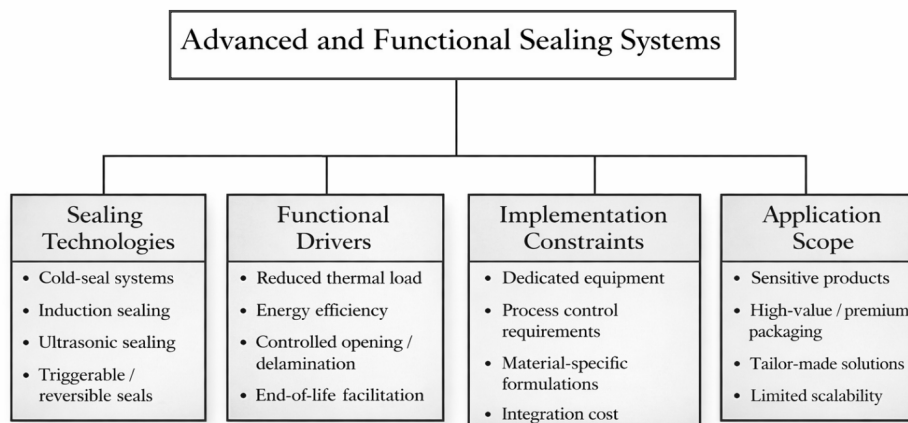 Advanced and Functional Sealing Systems
Sealing
Technologies
• Cold-seal systems
• Induction sealing
• Ultrasonic sealing
• Triggerable /
reversible seals
Functional
Drivers
• Reduced thermal load
• Energy efficiency
• Controlled opening /
delamination
• End-of-life facilitation
Implementation
Constraints
• Dedicated equipment
• Process control
requirements
• Material-specific
formulations
• Integration cost
Application
Scope
• Sensitive products
• High-value / premium
packaging
• Tailor-made solutions
• Limited scalability